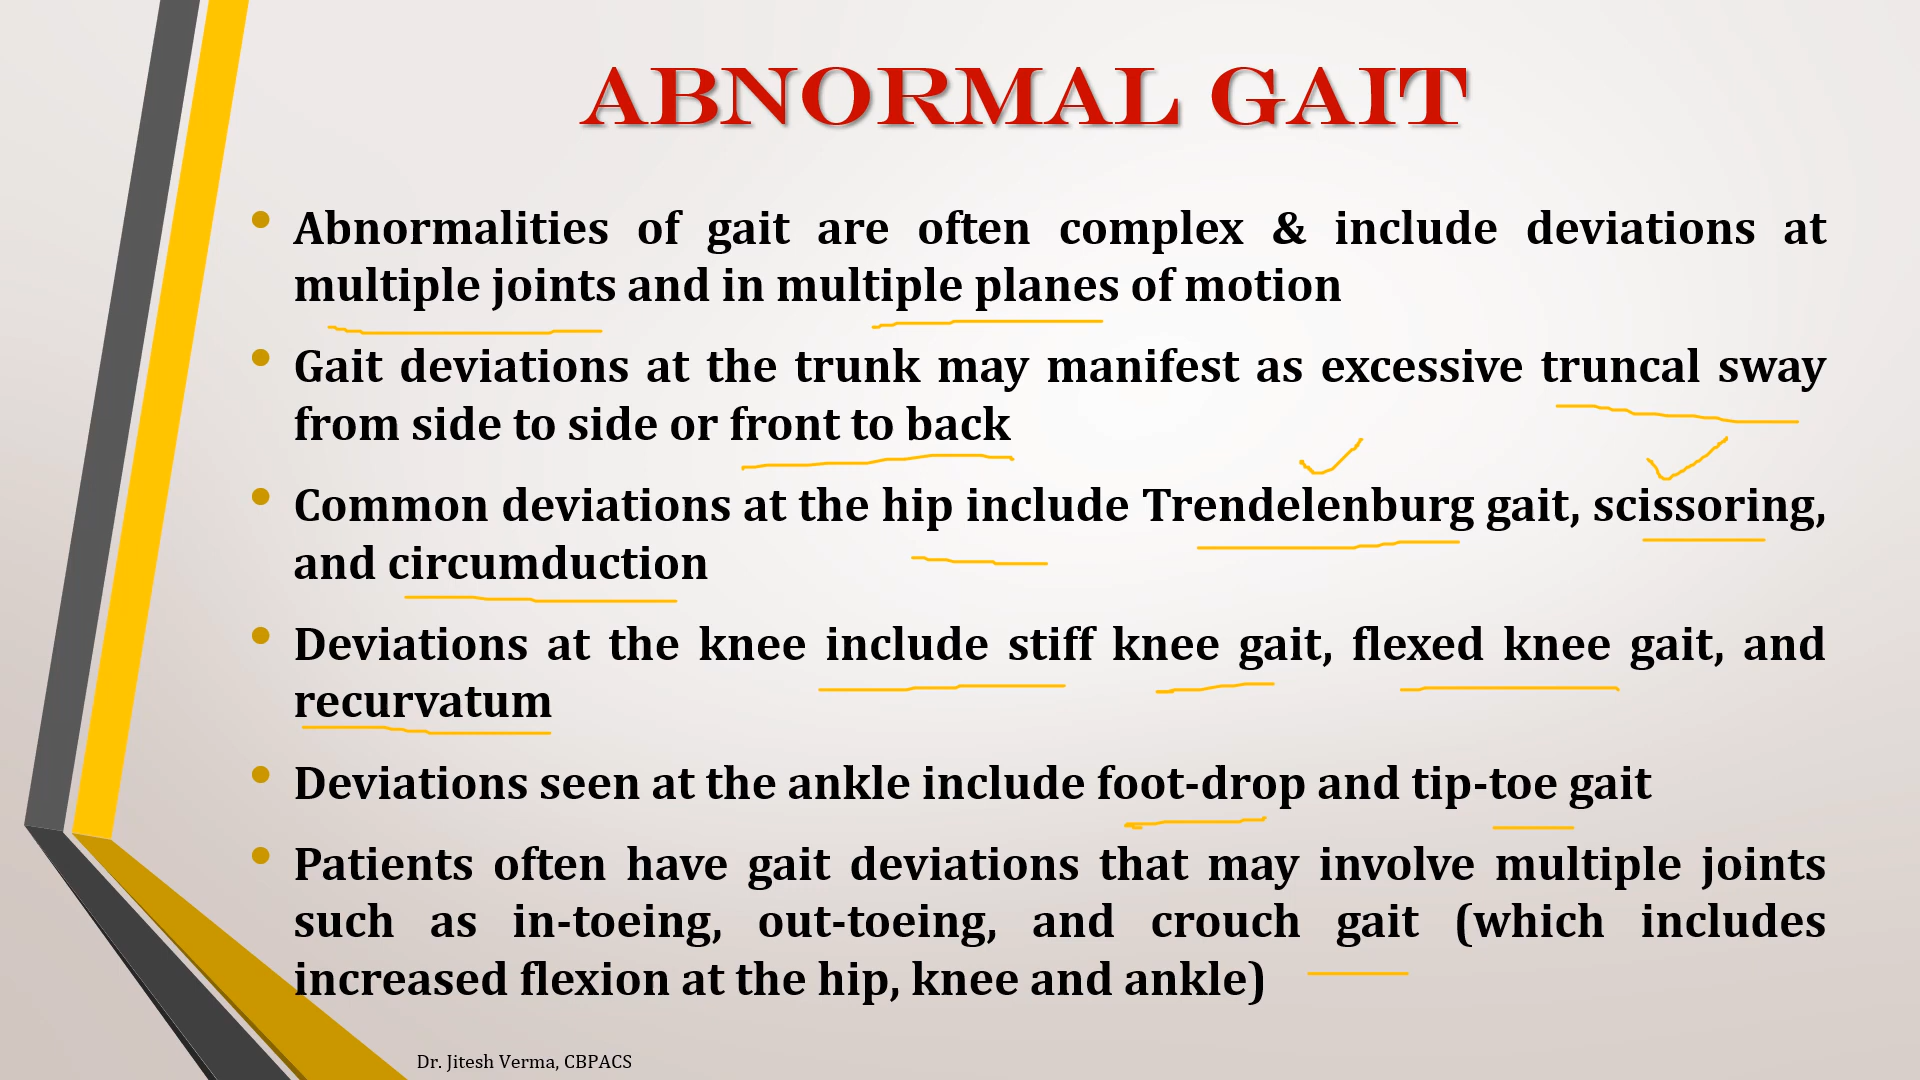 ABNORMAL GAIT
• Abnormalities of gait are often complex & include deviations at
multiple joints and in multiple planes of motion
• Gait deviations at the trunk may manifest as excessive truncal sway
from side to side or front to back
• Common deviations at the hip include Trendelenburg gait, scissoring,
and circumduction
• Deviations at the knee include stiff knee gait, flexed knee gait, and
recurvatum
• Deviations seen at the ankle include foot-drop and tip-toe gait
• Patients often have gait deviations that may involve multiple joints
such as in-toeing, out-toeing, and crouch gait (which includes
increased flexion at the hip, knee and ankle)
Dr. Jitesh Verma, CBPACS